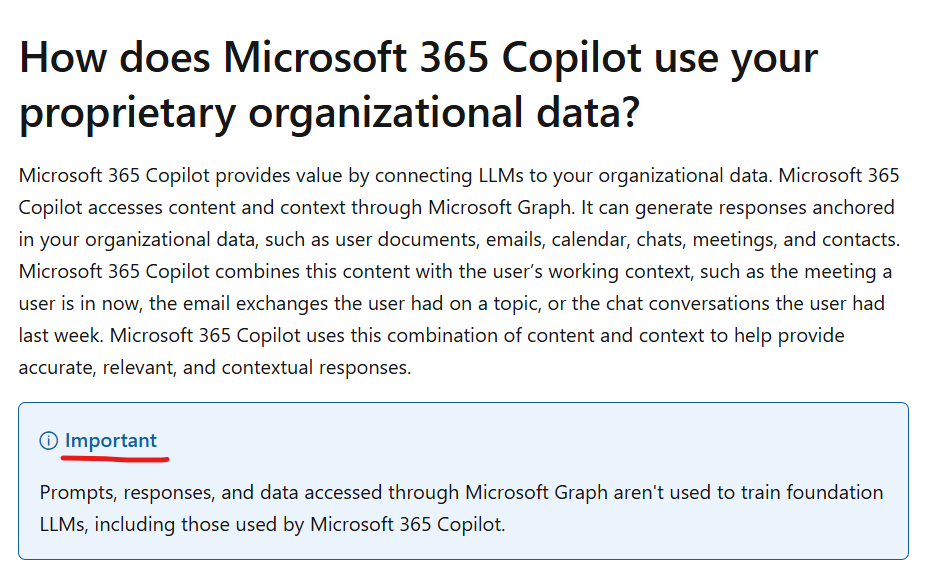 How does Microsoft 365 Copilot use your
proprietary organizational data?
Microsoft 365 Copilot provides value by connecting LLMs to your organizational data. Microsoft 365
Copilot accesses content and context through Microsoft Graph. It can generate responses anchored
in your organizational data, such as user documents, emails, calendar, chats, meetings, and contacts.
Microsoft 365 Copilot combines this content with the user’s working context, such as the meeting a
user is in now, the email exchanges the user had on a topic, or the chat conversations the user had
last week. Microsoft 365 Copilot uses this combination of content and context to help provide
accurate, relevant, and contextual responses.
Important
Prompts, responses, and data accessed through Microsoft Graph aren't used to train foundation
LLMs, including those used by Microsoft 365 Copilot.